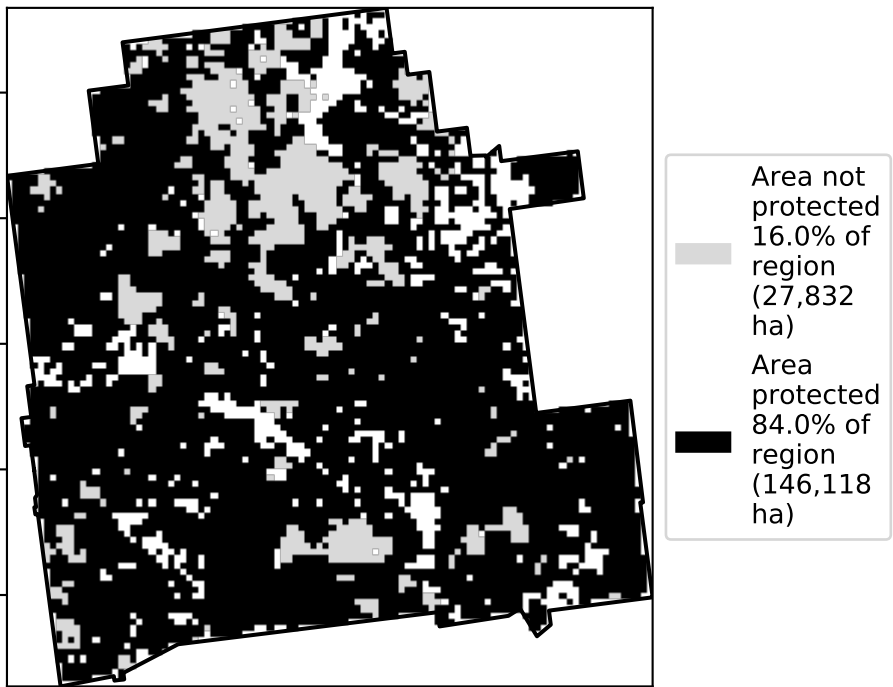 Area not
protected
16.0% of
region
(27,832
ha)
Area
protected
84.0% of
region
(146,118
ha)